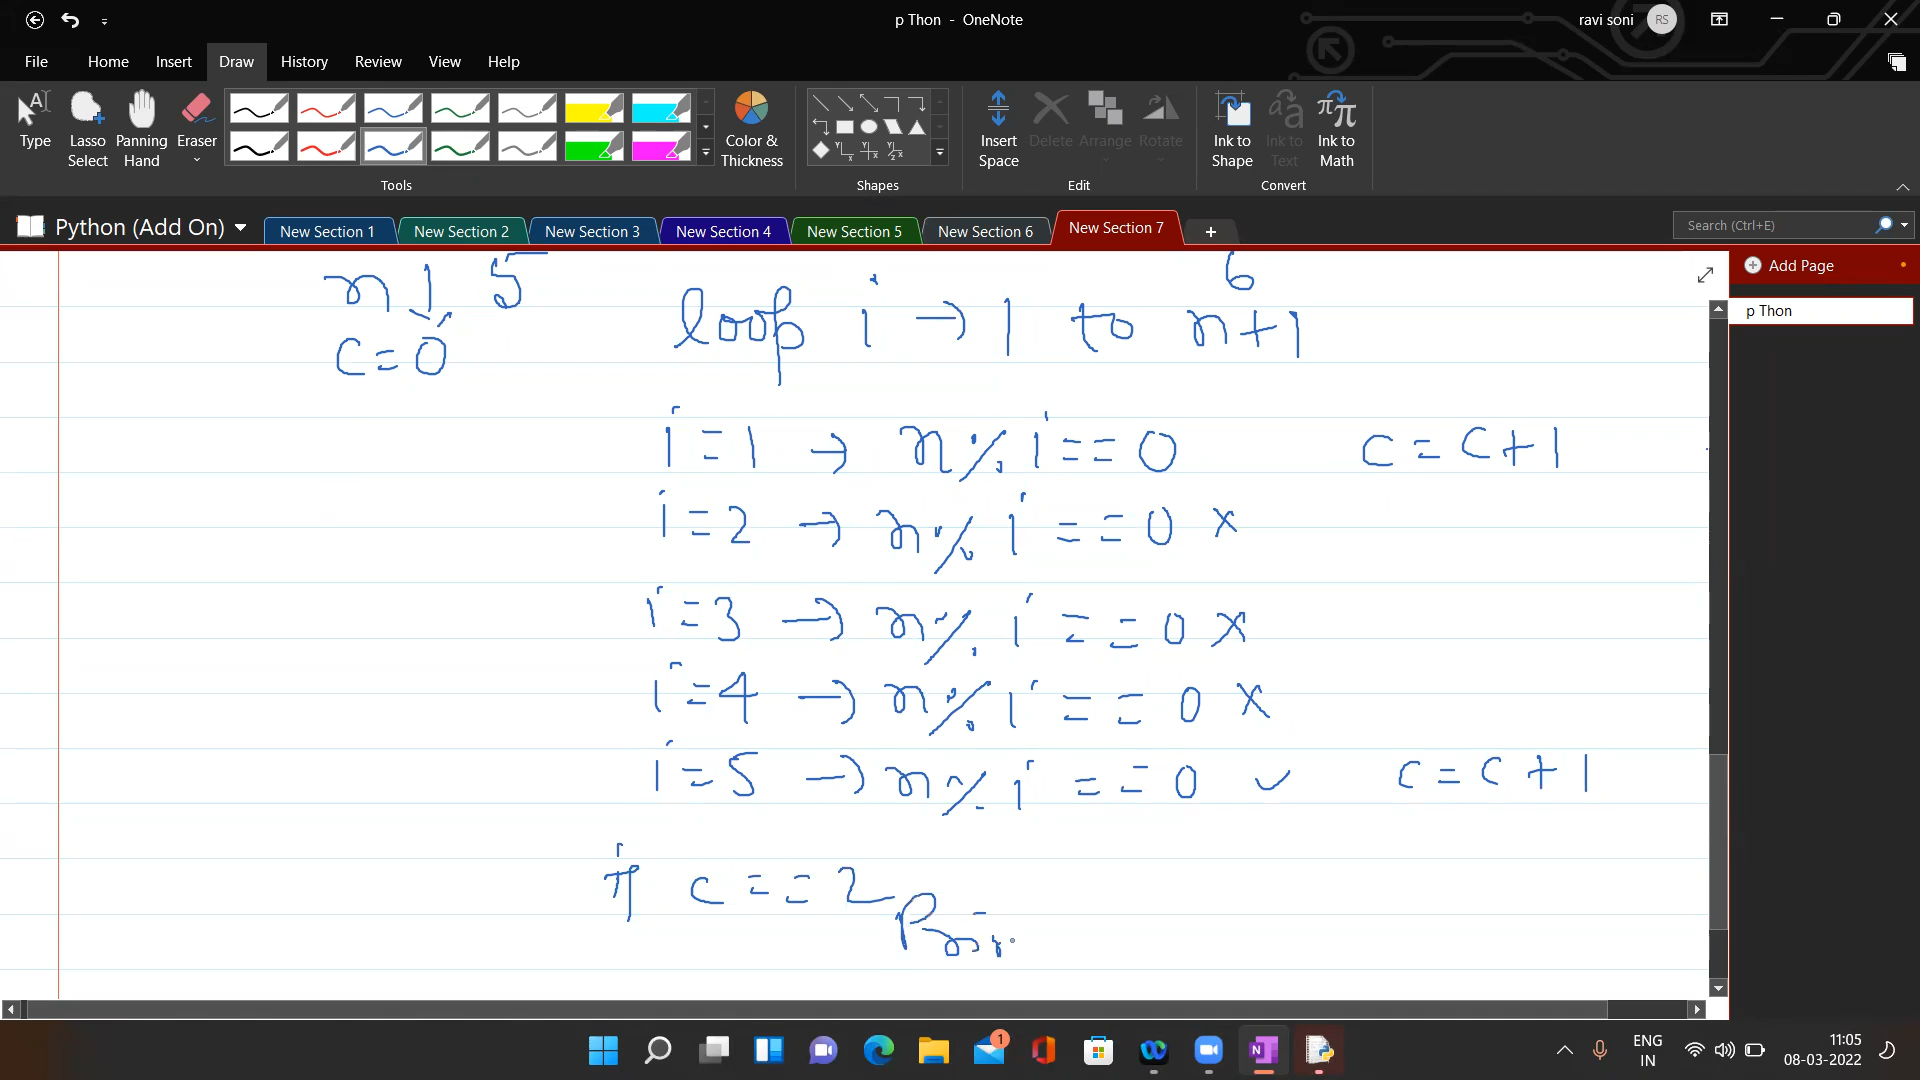 p Thon - OneNote
ravi soni RS
File Home Insert Draw History Review View Help
Type Lasso Select Panning Hand Eraser Color & Thickness Insert Space Delete Arrange Rotate Ink to Shape Ink to Text Ink to Math
Tools Shapes Edit Convert
Python (Add On) New Section 1 New Section 2 New Section 3 New Section 4 New Section 5 New Section 6 New Section 7 + Search (Ctrl+E)
Add Page
p Thon
5 6
c = 0 loop i → 1 to n+1
i = 1 → n % i == 0 c = c + 1
i = 2 → n % i == 0 x
i = 3 → n % i == 0 x
i = 4 → n % i == 0 x
i = 5 → n % i == 0 ✓ c = c + 1
if c == 2
1
ENG IN 11:05 08-03-2022